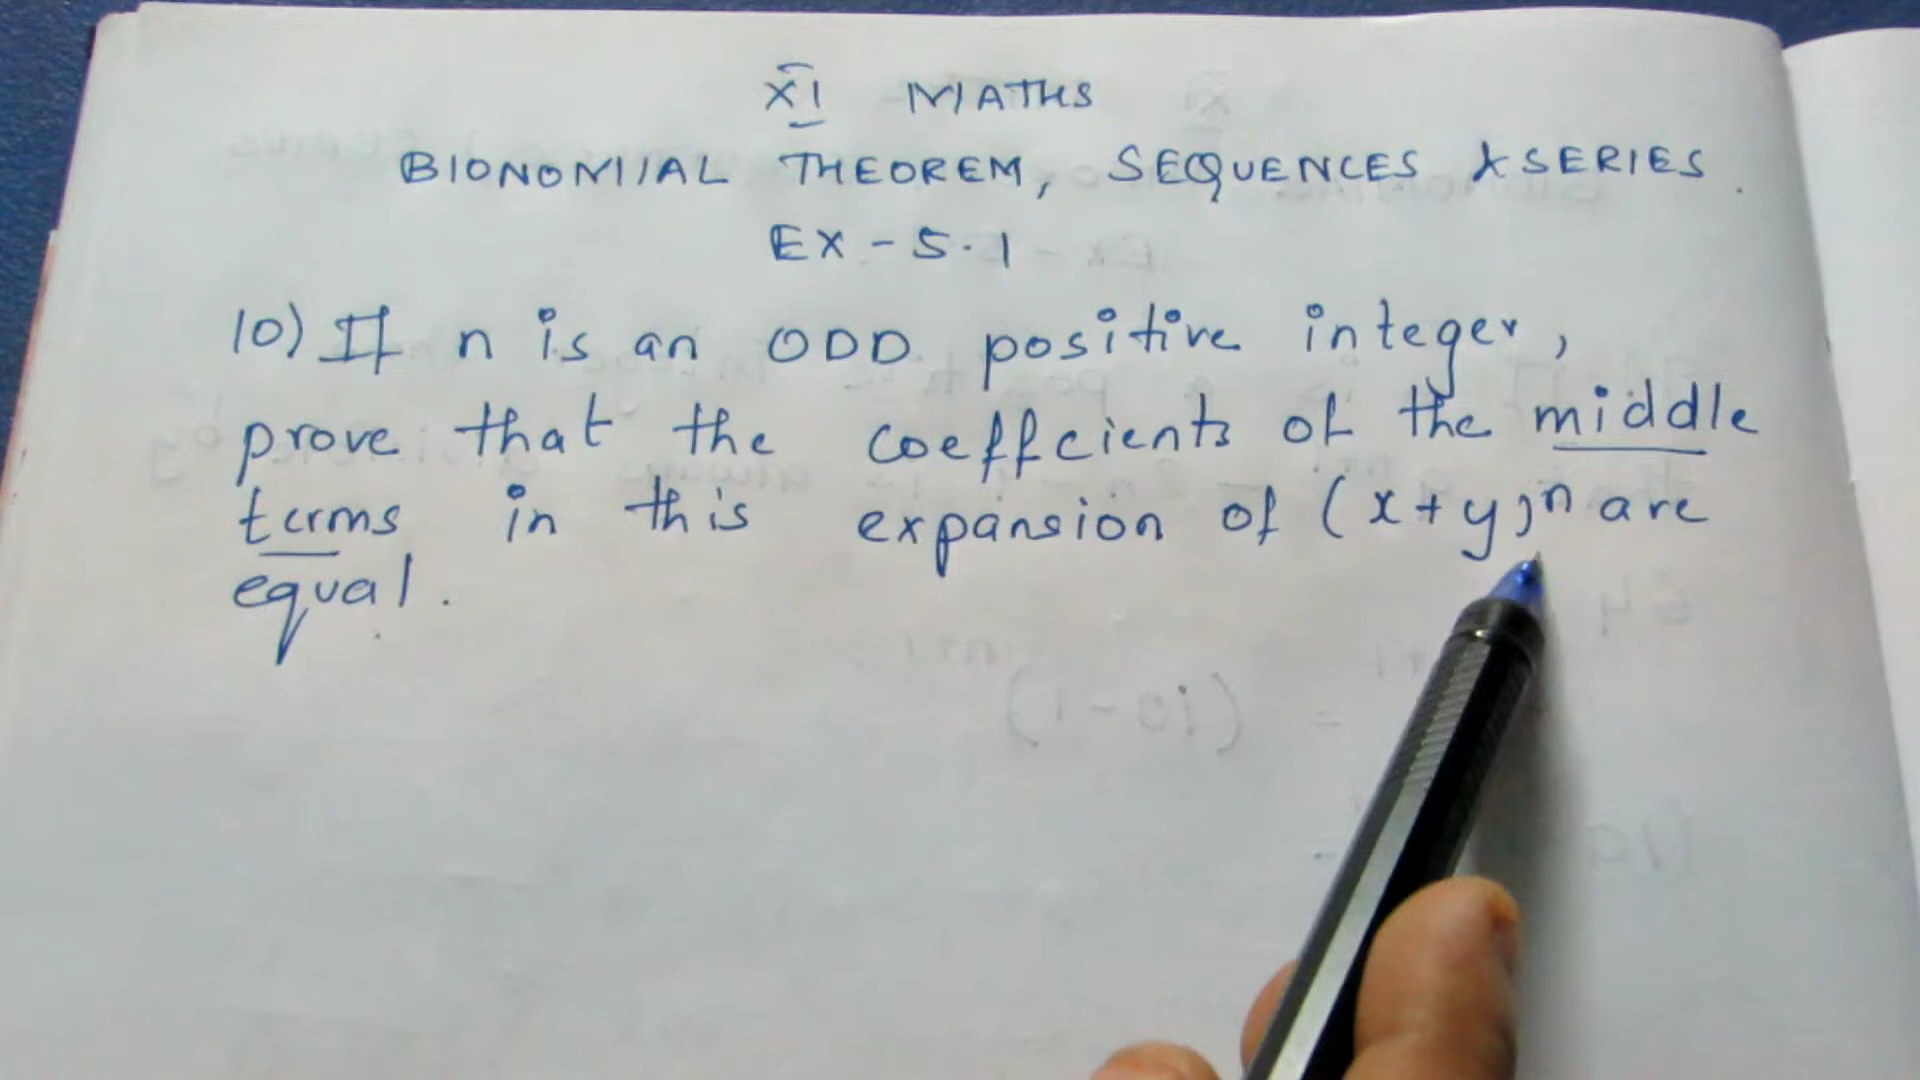 XI MATHS
BIONOMIAL THEOREM, SEQUENCES & SERIES
EX - 5.1
10) If n is an ODD positive integer,
prove that the coeffcients of the middle
terms in this expansion of (x+y)ⁿ are
equal.